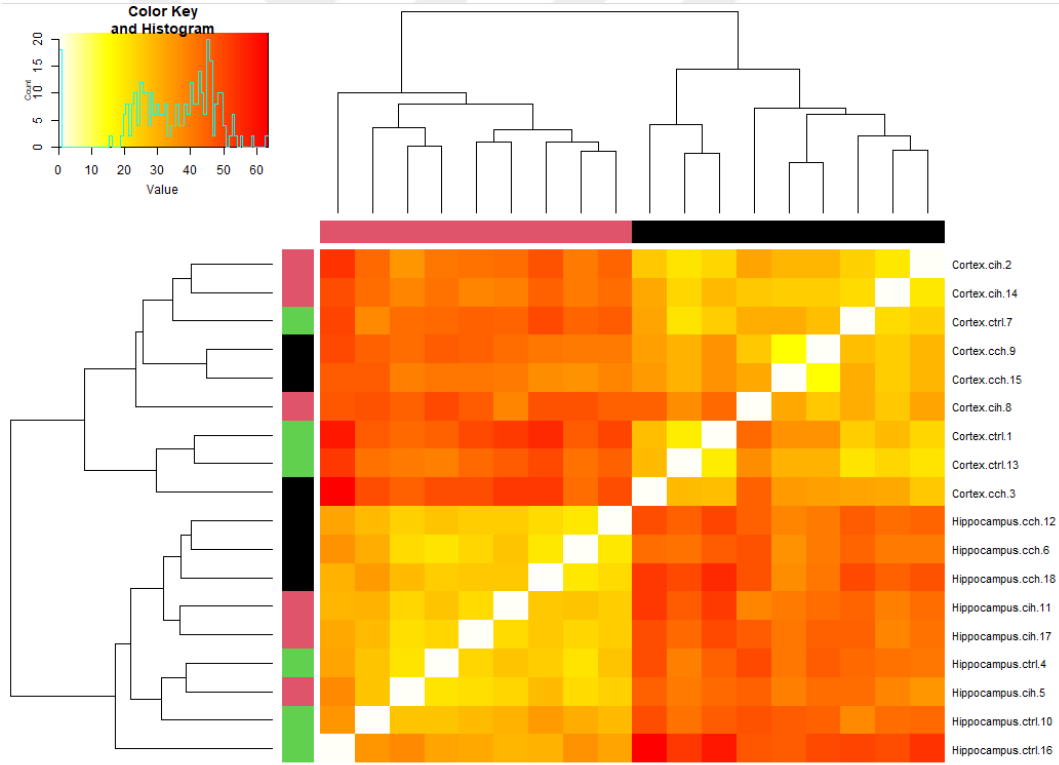 Color Key
and Histogram
Count
0 5 10 15 20
0 10 20 30 40 50 60
Value
Cortex.cih.2
Cortex.cih.14
Cortex.ctrl.7
Cortex.cch.9
Cortex.cch.15
Cortex.cih.8
Cortex.ctrl.1
Cortex.ctrl.13
Cortex.cch.3
Hippocampus.cch.12
Hippocampus.cch.6
Hippocampus.cch.18
Hippocampus.cih.11
Hippocampus.cih.17
Hippocampus.ctrl.4
Hippocampus.cih.5
Hippocampus.ctrl.10
Hippocampus.ctrl.16